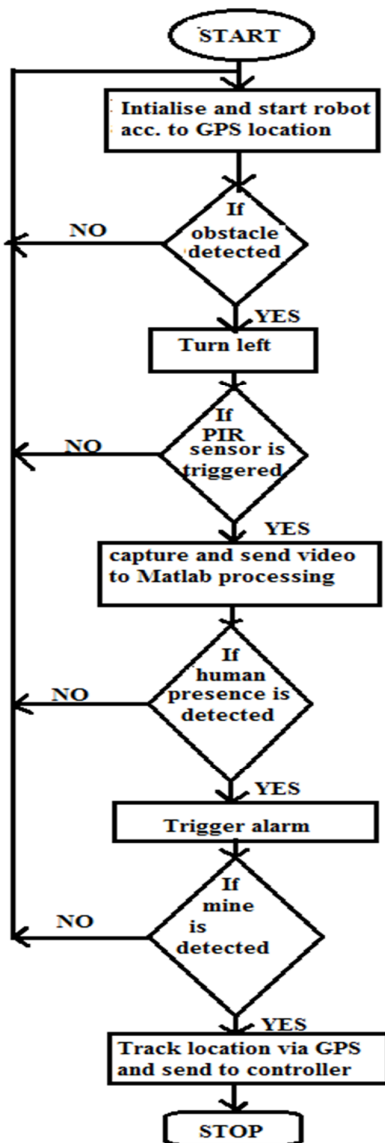 START
Intialise and start robot
acc. to GPS location
If
obstacle
detected
NO
YES
Turn left
If
PIR
sensor is
triggered
NO
YES
capture and send video
to Matlab processing
If
human
presence is
detected
NO
YES
Trigger alarm
If
mine
is
detected
NO
YES
Track location via GPS
and send to controller
STOP